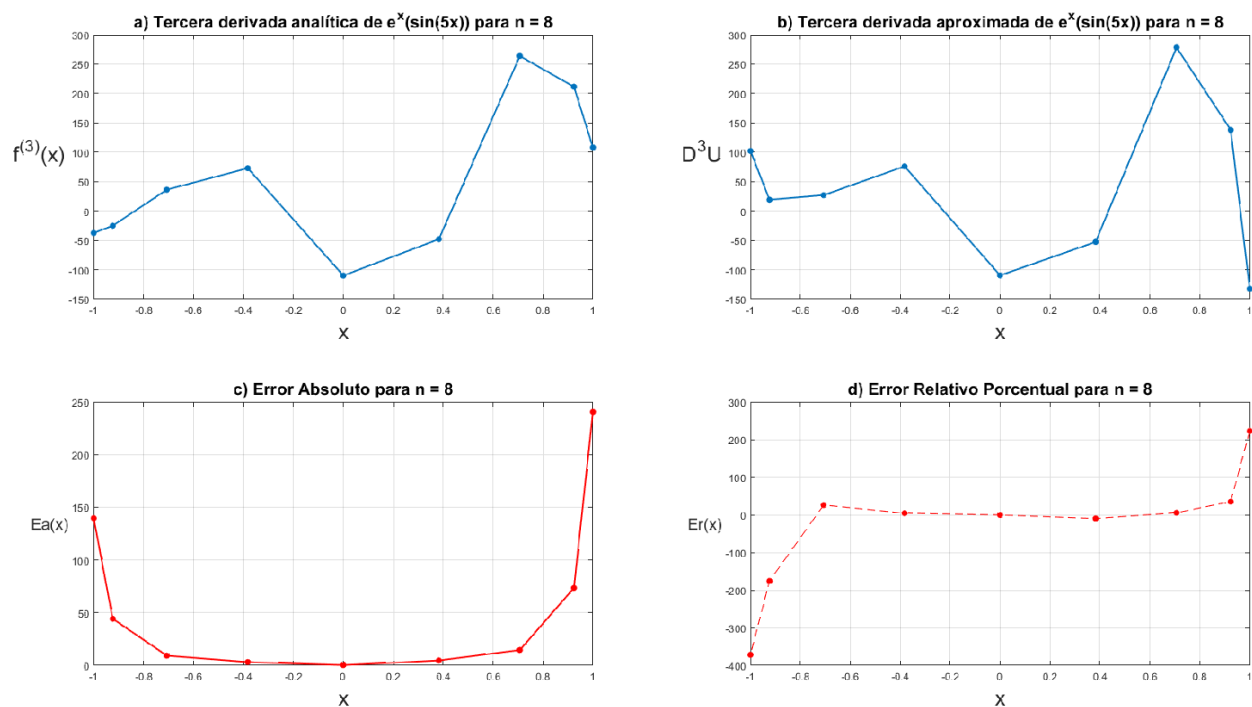 a) Tercera derivada analítica de e^x(sin(5x)) para n = 8
300
250
200
150
100
50
0
-50
-100
-150
f^(3)(x)
-1 -0.8 -0.6 -0.4 -0.2 0 0.2 0.4 0.6 0.8 1
x
b) Tercera derivada aproximada de e^x(sin(5x)) para n = 8
300
250
200
150
100
50
0
-50
-100
-150
D^3U
-1 -0.8 -0.6 -0.4 -0.2 0 0.2 0.4 0.6 0.8 1
x
c) Error Absoluto para n = 8
250
200
150
100
50
0
Ea(x)
-1 -0.8 -0.6 -0.4 -0.2 0 0.2 0.4 0.6 0.8 1
x
d) Error Relativo Porcentual para n = 8
300
200
100
0
-100
-200
-300
-400
Er(x)
-1 -0.8 -0.6 -0.4 -0.2 0 0.2 0.4 0.6 0.8 1
x